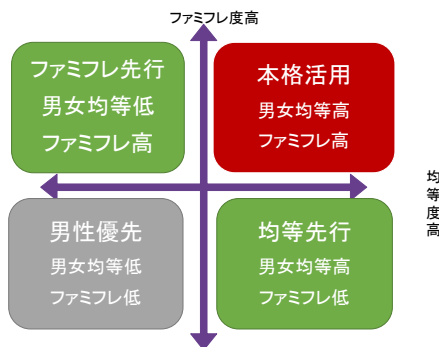 ファミフレ度高
ファミフレ先行
男女均等低
ファミフレ高
本格活用
男女均等高
ファミフレ高
均等度高
男性優先
男女均等低
ファミフレ低
均等先行
男女均等高
ファミフレ低